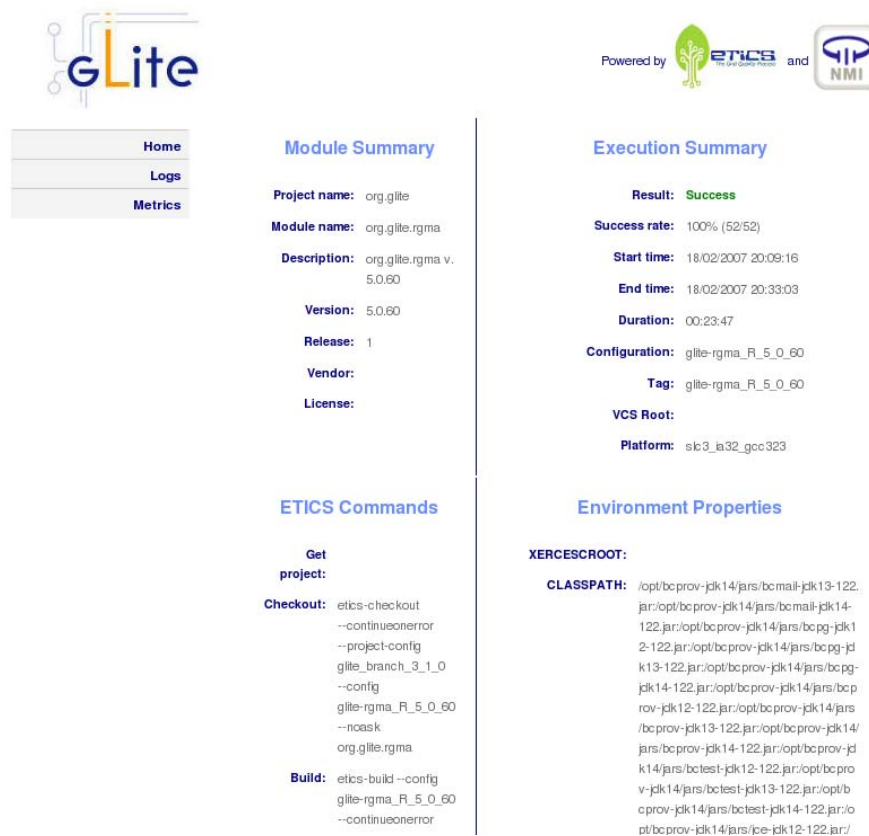 gLite
Powered by
eTiCS
The Grid Quality Process
and
NMI
Home
Logs
Metrics
Module Summary
Project name: org.glite
Module name: org.glite.rgma
Description: org.glite.rgma v.
5.0.60
Version: 5.0.60
Release: 1
Vendor:
License:
Execution Summary
Result: Success
Success rate: 100% (52/52)
Start time: 18/02/2007 20:09:16
End time: 18/02/2007 20:33:03
Duration: 00:23:47
Configuration: glite-rgma_R_5_0_60
Tag: glite-rgma_R_5_0_60
VCS Root:
Platform: slc3_ia32_gcc323
ETICS Commands
Get
project:
Checkout: etics-checkout
--continueonerror
--project-config
glite_branch_3_1_0
--config
glite-rgma_R_5_0_60
--noask
org.glite.rgma
Build: etics-build --config
glite-rgma_R_5_0_60
--continueonerror
Environment Properties
XERCESCROOT:
CLASSPATH: /opt/bcprov-jdk14/jars/bcmail-jdk13-122.
jar:/opt/bcprov-jdk14/jars/bcmail-jdk14-
122.jar:/opt/bcprov-jdk14/jars/bcpg-jdk1
2-122.jar:/opt/bcprov-jdk14/jars/bcpg-jd
k13-122.jar:/opt/bcprov-jdk14/jars/bcpg-
jdk14-122.jar:/opt/bcprov-jdk14/jars/bcp
rov-jdk12-122.jar:/opt/bcprov-jdk14/jars
/bcprov-jdk13-122.jar:/opt/bcprov-jdk14/
jars/bcprov-jdk14-122.jar:/opt/bcprov-jd
k14/jars/bctest-jdk12-122.jar:/opt/bcpro
v-jdk14/jars/bctest-jdk13-122.jar:/opt/b
cprov-jdk14/jars/bctest-jdk14-122.jar:/o
pt/bcprov-jdk14/jars/jce-jdk12-122.jar:/